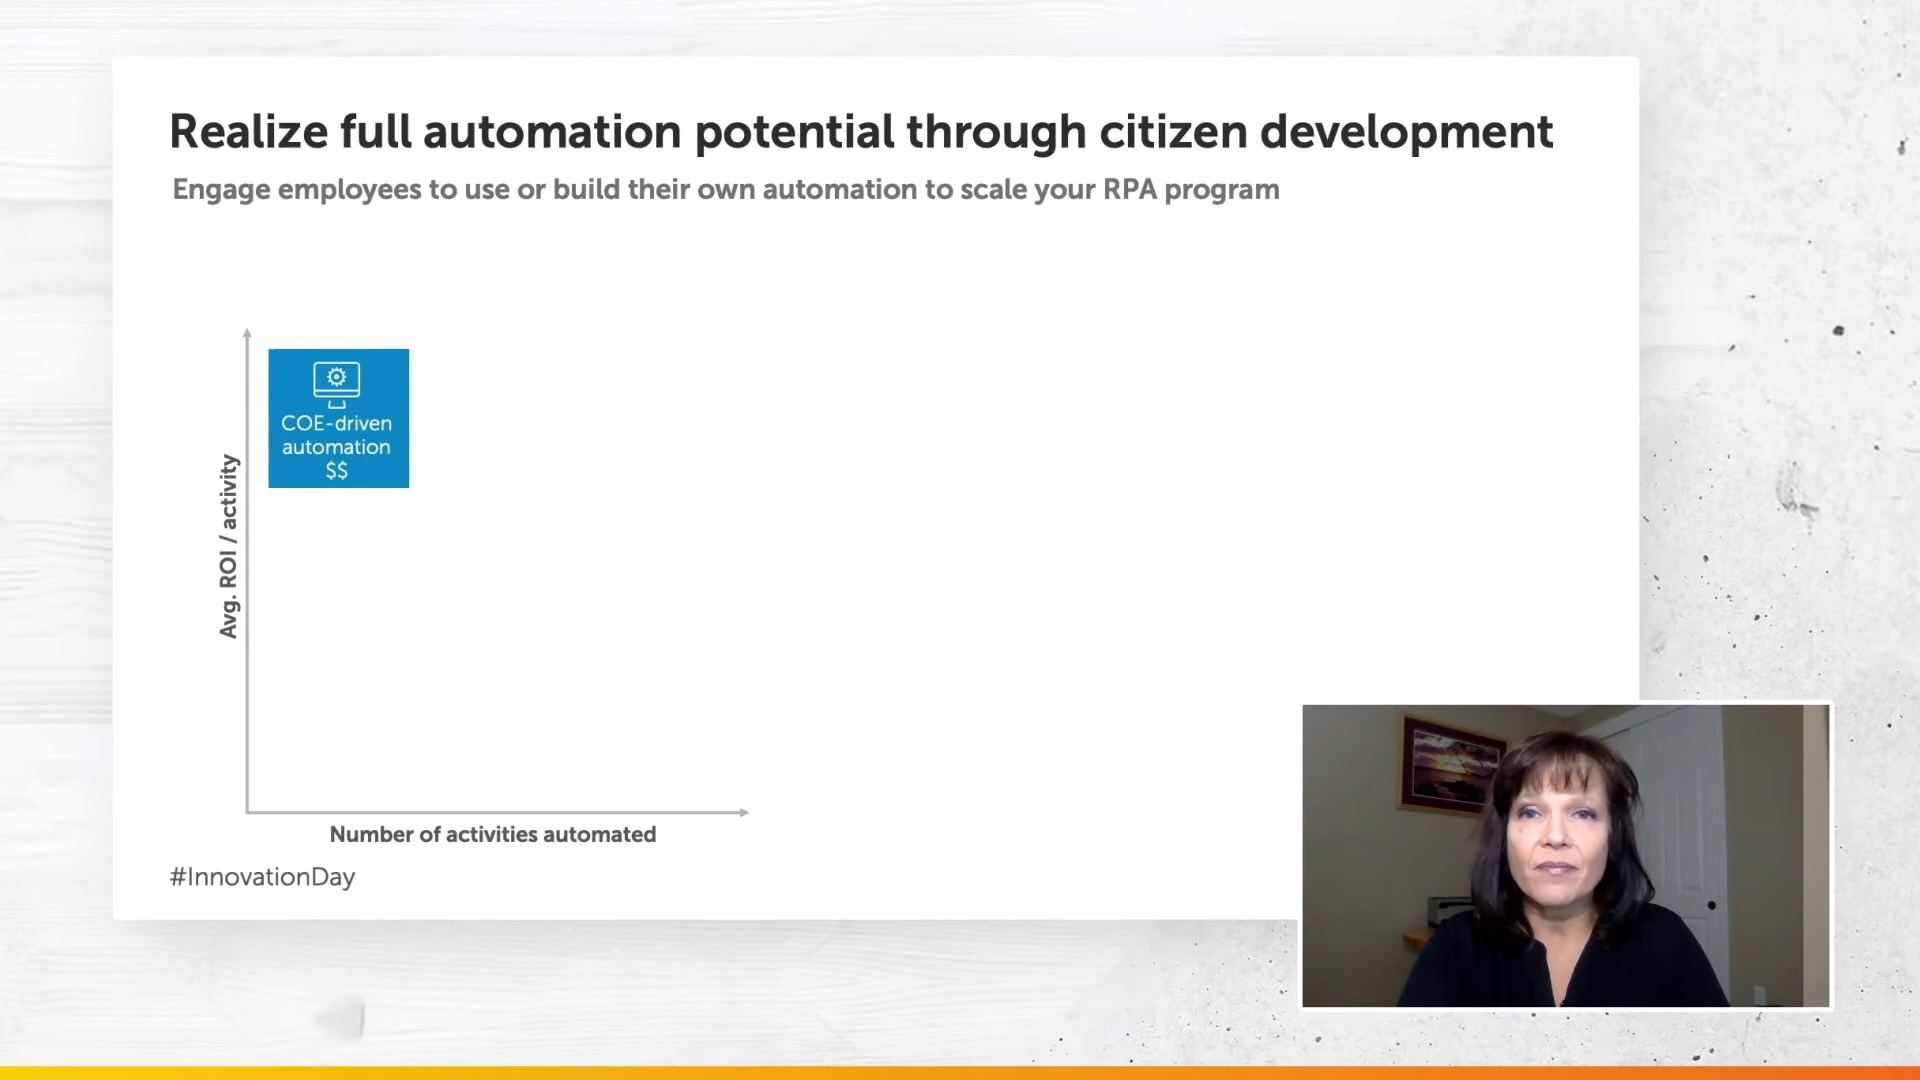 Realize full automation potential through citizen development
Engage employees to use or build their own automation to scale your RPA program
COE-driven
automation
$$
Avg. ROI / activity
Number of activities automated
#InnovationDay